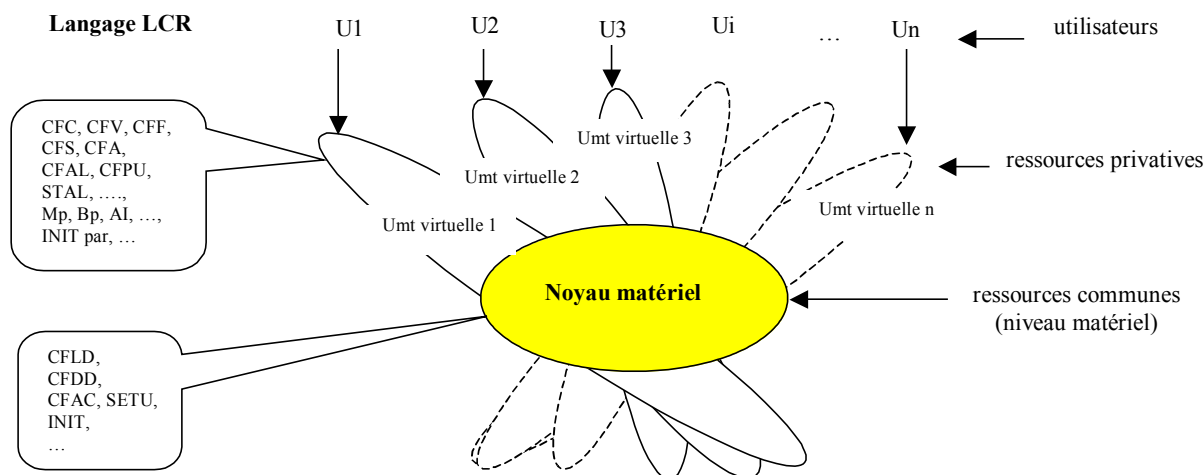 Langage LCR
U1 U2 U3 Ui … Un
utilisateurs
CFC, CFV, CFF,
CFS, CFA,
CFAL, CFPU,
STAL, ….,
Mp, Bp, AI, …,
INIT par, …
Umt virtuelle 3
Umt virtuelle 2
Umt virtuelle 1
Umt virtuelle n
ressources privatives
Noyau matériel
ressources communes
(niveau matériel)
CFLD,
CFDD,
CFAC, SETU,
INIT,
…